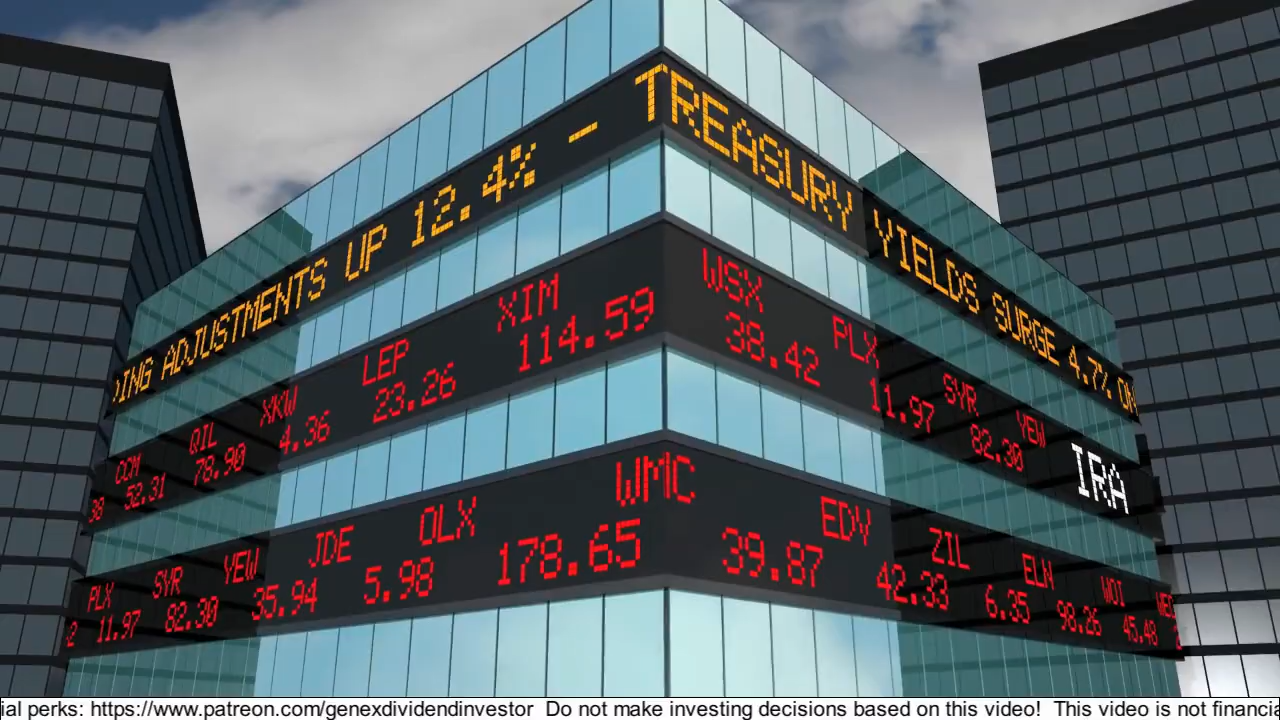 ING ADJUSTMENTS UP 12.4% - TREASURY YIELDS SURGE 4.7% ON
COM QIL XKW LEP XIM WSX PLX SYR YEW IRA
38 52.31 78.90 4.36 23.26 114.59 38.42 11.97 82.30
PLX SYR YEW JDE OLX WMC EDV ZIL ELN WOI
2 11.97 82.30 35.94 5.98 178.65 39.87 42.33 6.35 98.26 45.48
ial perks: https://www.patreon.com/genexdividendinvestor Do not make investing decisions based on this video! This video is not financia